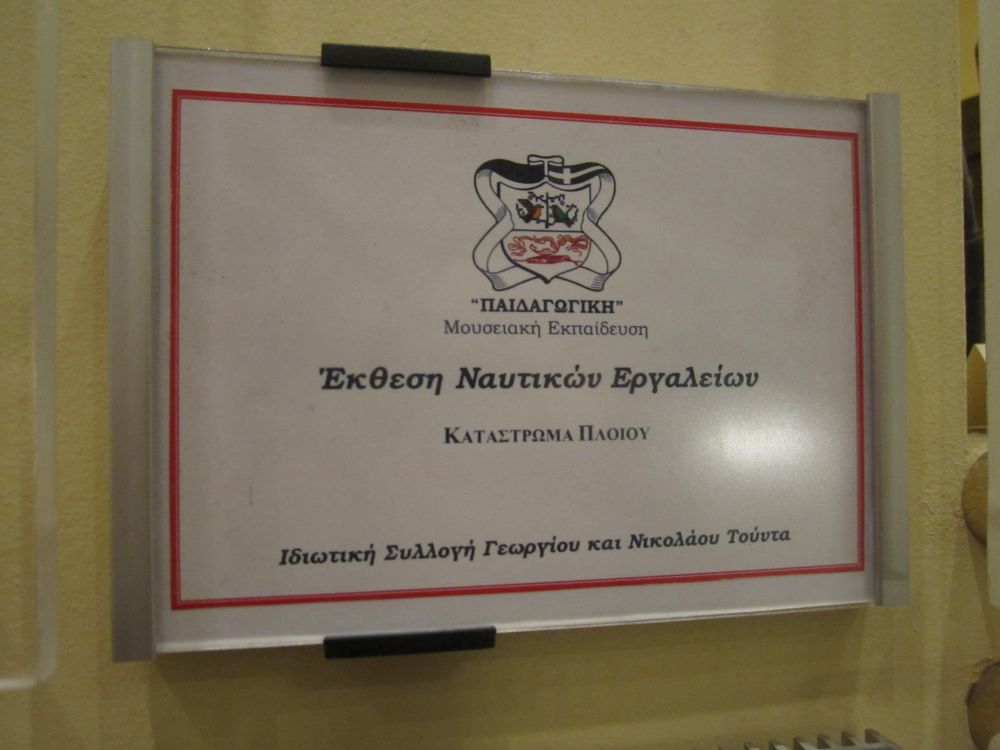 “ΠΑΙΔΑΓΩΓΙΚΗ”
Μουσειακή Εκπαίδευση
Έκθεση Ναυτικών Εργαλείων
ΚΑΤΑΣΤΡΩΜΑ ΠΛΟΙΟΥ
Ιδιωτική Συλλογή Γεωργίου και Νικολάου Τούντα